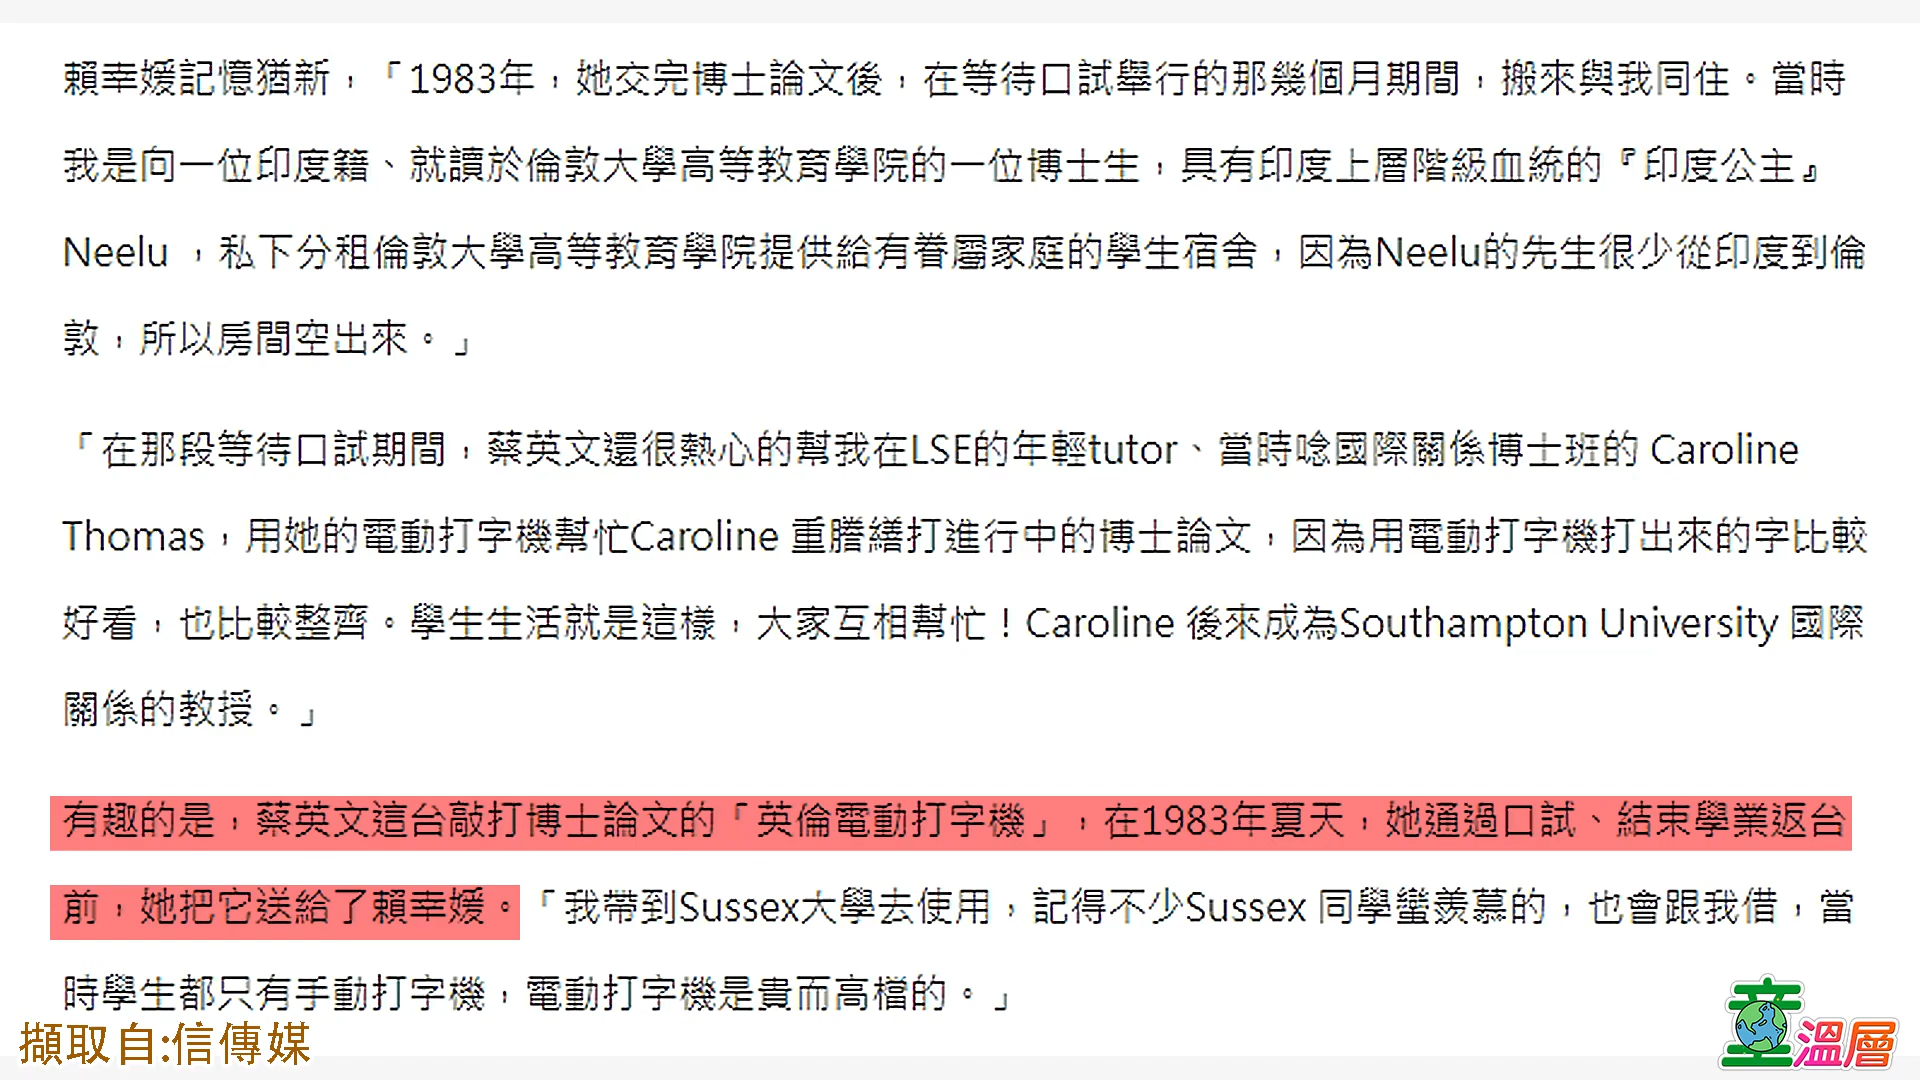 賴幸媛記憶猶新，「1983年，她交完博士論文後，在等待口試舉行的那幾個月期間，搬來與我同住。當時
我是向一位印度籍、就讀於倫敦大學高等教育學院的一位博士生，具有印度上層階級血統的『印度公主』
Neelu ，私下分租倫敦大學高等教育學院提供給有眷屬家庭的學生宿舍，因為Neelu的先生很少從印度到倫
敦，所以房間空出來。」
「在那段等待口試期間，蔡英文還很熱心的幫我在LSE的年輕tutor、當時唸國際關係博士班的 Caroline
Thomas，用她的電動打字機幫忙Caroline 重謄繕打進行中的博士論文，因為用電動打字機打出來的字比較
好看，也比較整齊。學生生活就是這樣，大家互相幫忙！Caroline 後來成為Southampton University 國際
關係的教授。」
有趣的是，蔡英文這台敲打博士論文的「英倫電動打字機」，在1983年夏天，她通過口試、結束學業返台
前，她把它送給了賴幸媛。「我帶到Sussex大學去使用，記得不少Sussex 同學蠻羨慕的，也會跟我借，當
時學生都只有手動打字機，電動打字機是貴而高檔的。」
擷取自:信傳媒
溫層